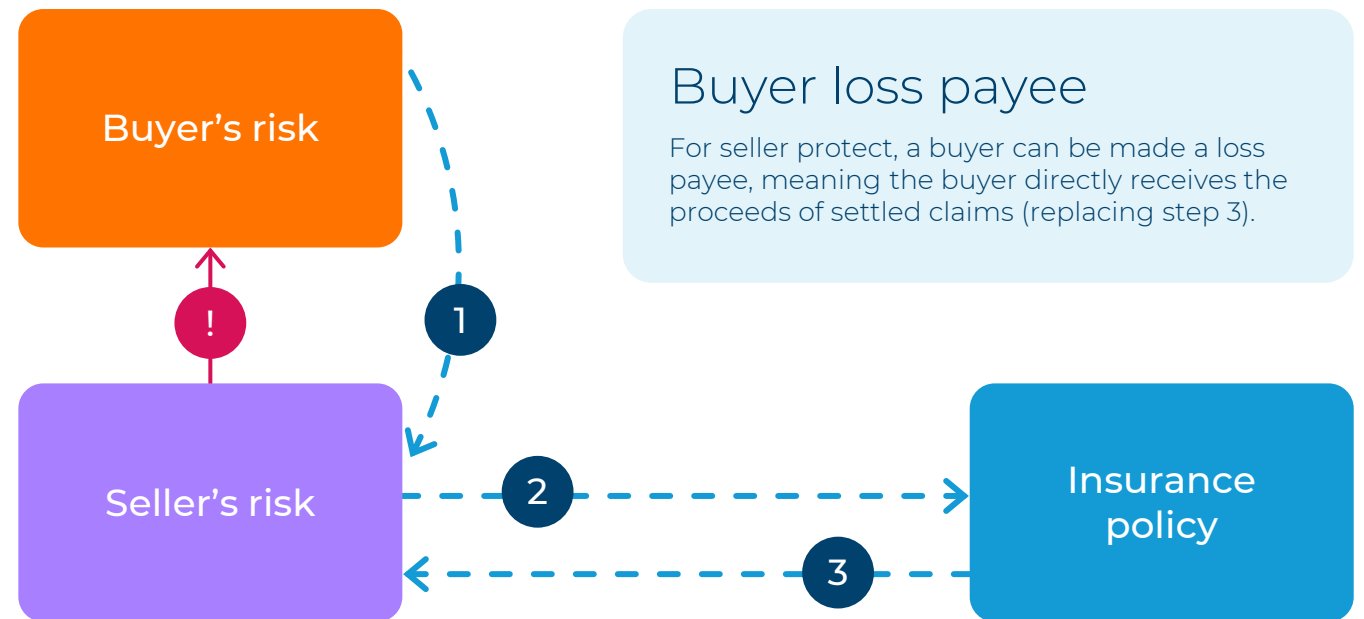 Buyer's risk
Buyer loss payee
For seller protect, a buyer can be made a loss
payee, meaning the buyer directly receives the
proceeds of settled claims (replacing step 3).
!
1
Seller's risk
2
3
Insurance
policy